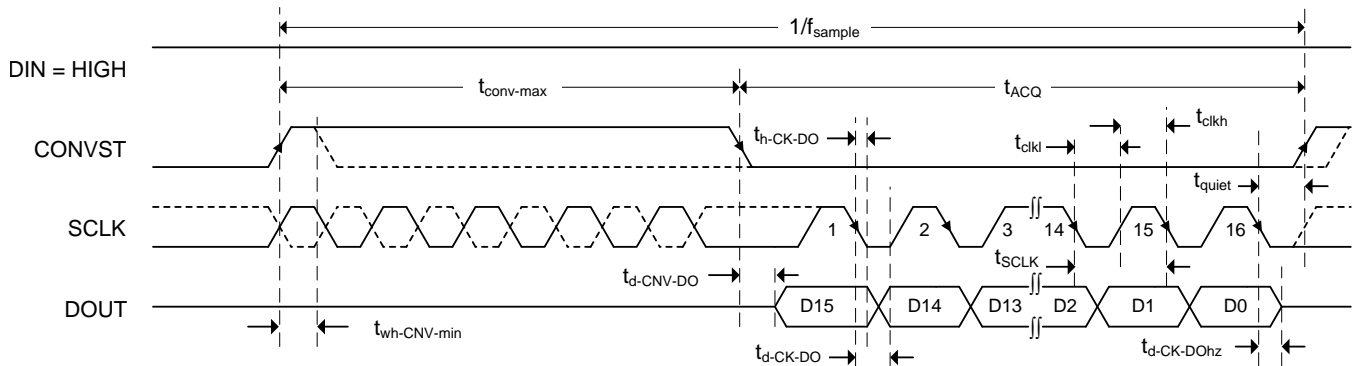 1/fsample
DIN = HIGH
tconv-max
tACQ
tclkh
th-CK-DO
CONVST
tclkl
tquiet
SCLK
1 2 3 14 15 16
tSCLK
td-CNV-DO
DOUT
D15 D14 D13 D2 D1 D0
twh-CNV-min
td-CK-DO
td-CK-DOhz